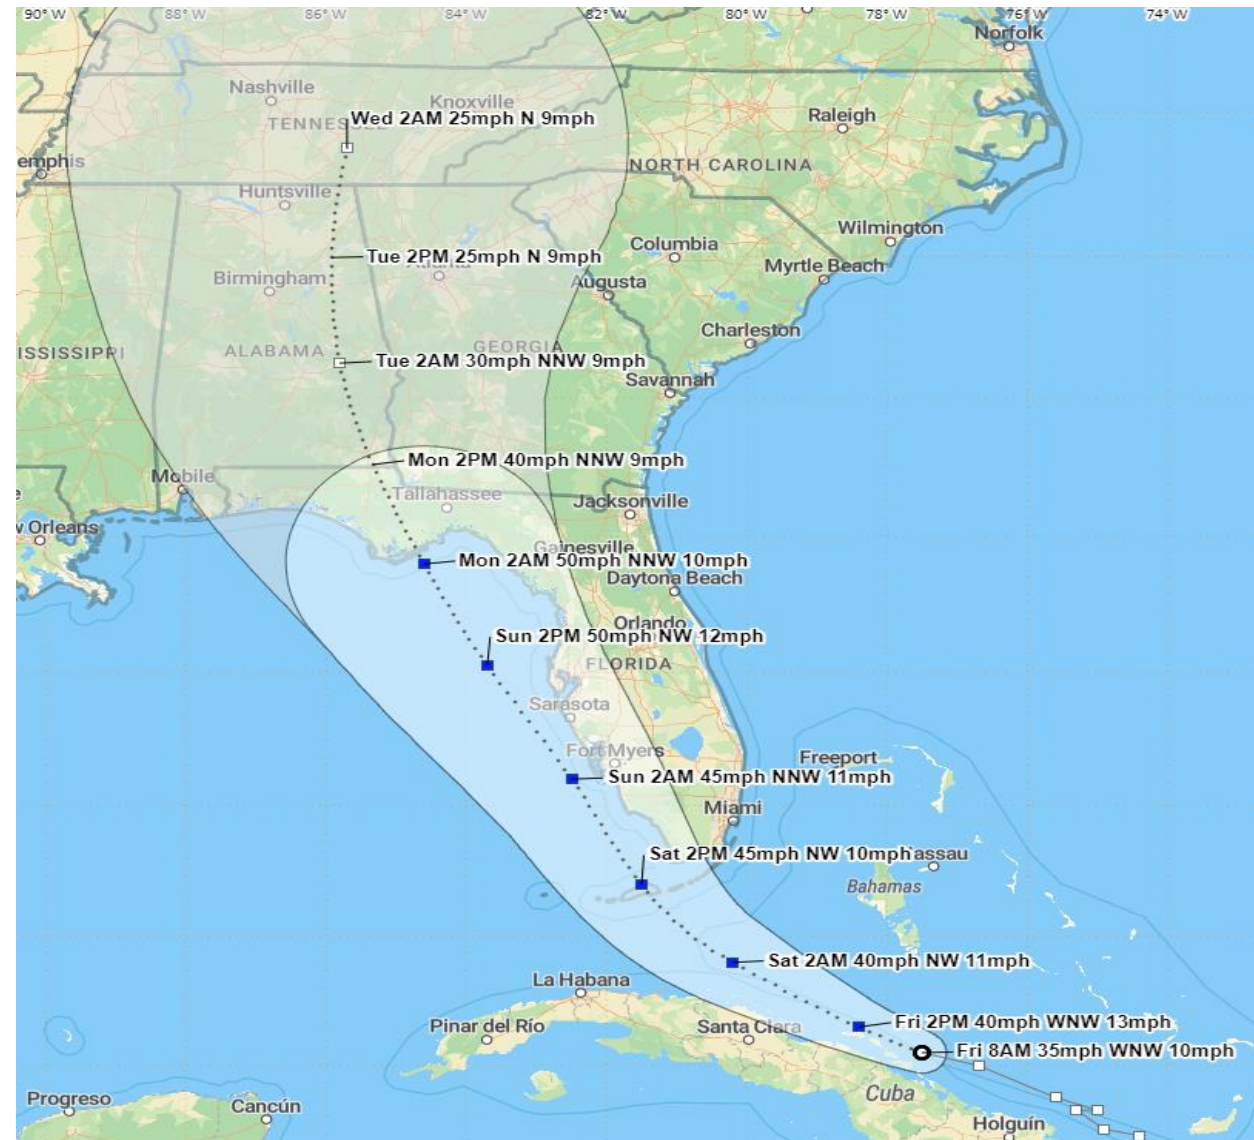 90° W 88° W 86° W 84° W 82° W 80° W 78° W 76° W 74° W
Norfolk
Nashville
Knoxville
TENNESSEE
Wed 2AM 25mph N 9mph
Raleigh
emphis
NORTH CAROLINA
Huntsville
Wilmington
Columbia
Tue 2PM 25mph N 9mph
Myrtle Beach
Birmingham
Augusta
Charleston
ISSISSIPPI
ALABAMA
GEORGIA
Tue 2AM 30mph NNW 9mph
Savannah
Mon 2PM 40mph NNW 9mph
Mobile
Tallahassee
Jacksonville
e
w Orleans
Gainesville
Mon 2AM 50mph NNW 10mph
Daytona Beach
Orlando
Sun 2PM 50mph NW 12mph
FLORIDA
Sarasota
Fort Myers
Freeport
Sun 2AM 45mph NNW 11mph
Miami
Sat 2PM 45mph NW 10mph
assau
Bahamas
Sat 2AM 40mph NW 11mph
La Habana
Pinar del Río
Santa Clara
Fri 2PM 40mph WNW 13mph
Fri 8AM 35mph WNW 10mph
Cuba
Progreso
Cancún
Holguín